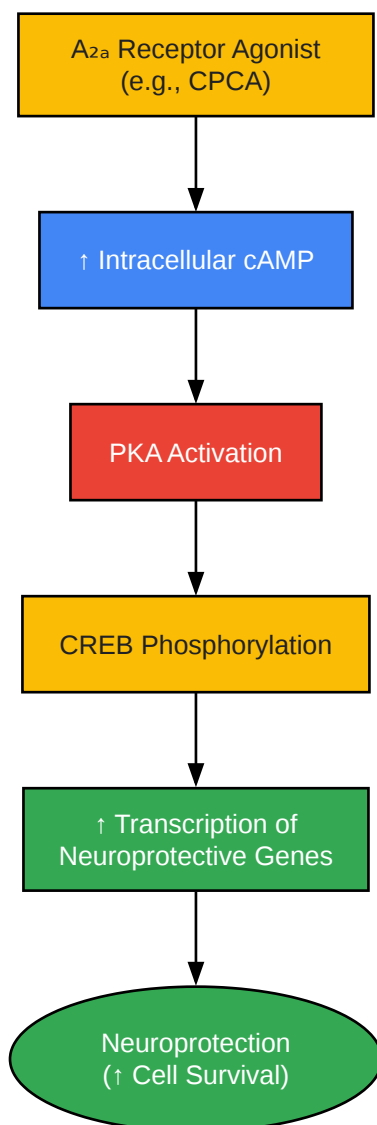 A₂ₐ Receptor Agonist
(e.g., CPCA)
↑ Intracellular cAMP
PKA Activation
CREB Phosphorylation
↑ Transcription of
Neuroprotective Genes
Neuroprotection
(↑ Cell Survival)